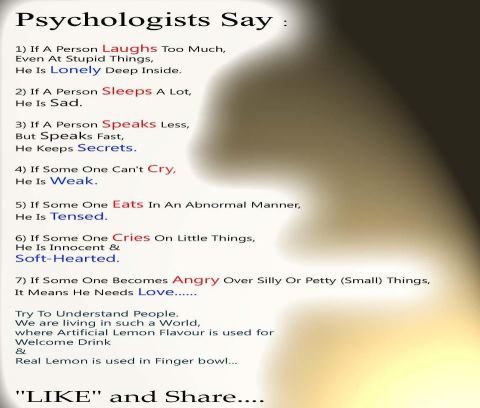 Psychologists Say :
1) If A Person Laughs Too Much,
Even At Stupid Things,
He Is Lonely Deep Inside.
2) If A Person Sleeps A Lot,
He Is Sad.
3) If A Person Speaks Less,
But Speaks Fast,
He Keeps Secrets.
4) If Some One Can't Cry,
He Is Weak.
5) If Some One Eats In An Abnormal Manner,
He Is Tensed.
6) If Some One Cries On Little Things,
He Is Innocent &
Soft-Hearted.
7) If Some One Becomes Angry Over Silly Or Petty (Small) Things,
It Means He Needs Love......
Try To Understand People.
We are living in such a World,
where Artificial Lemon Flavour is used for
Welcome Drink
&
Real Lemon is used in Finger bowl...
"LIKE" and Share....